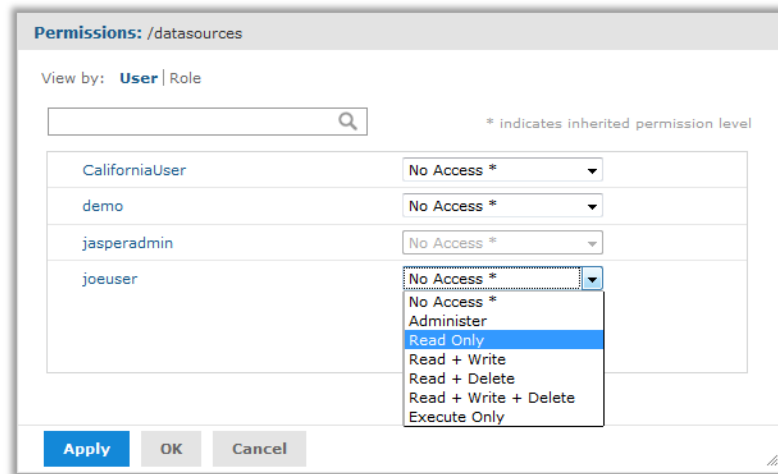 Permissions: /datasources
View by: User | Role
* indicates inherited permission level
CaliforniaUser No Access *
demo No Access *
jasperadmin No Access *
joeuser No Access *
No Access *
Administer
Read Only
Read + Write
Read + Delete
Read + Write + Delete
Execute Only
Apply OK Cancel